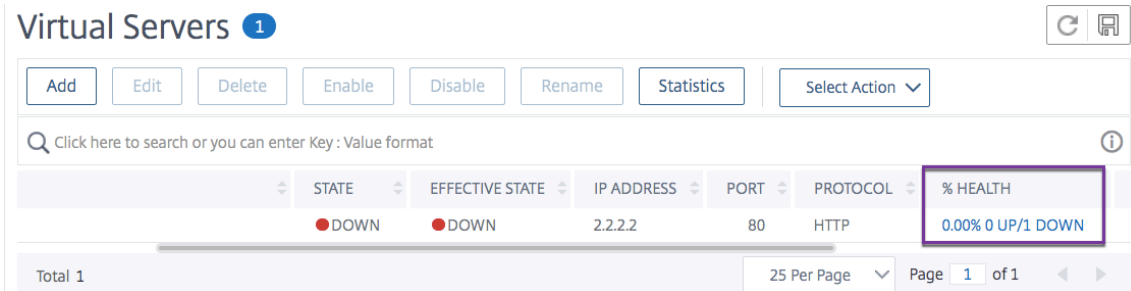 Virtual Servers 1
Add Edit Delete Enable Disable Rename Statistics Select Action
Click here to search or you can enter Key : Value format
STATE EFFECTIVE STATE IP ADDRESS PORT PROTOCOL % HEALTH
DOWN DOWN 2.2.2.2 80 HTTP 0.00% 0 UP/1 DOWN
Total 1 25 Per Page Page 1 of 1